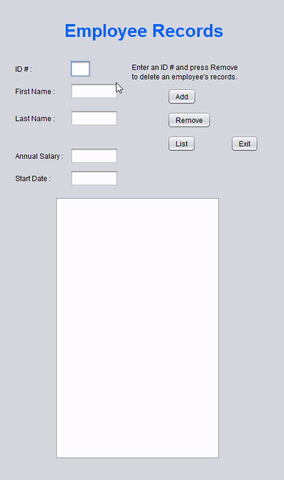 Employee Records
ID # :
Enter an ID # and press Remove
to delete an employee's records.
First Name :
Add
Last Name :
Remove
List
Exit
Annual Salary :
Start Date :